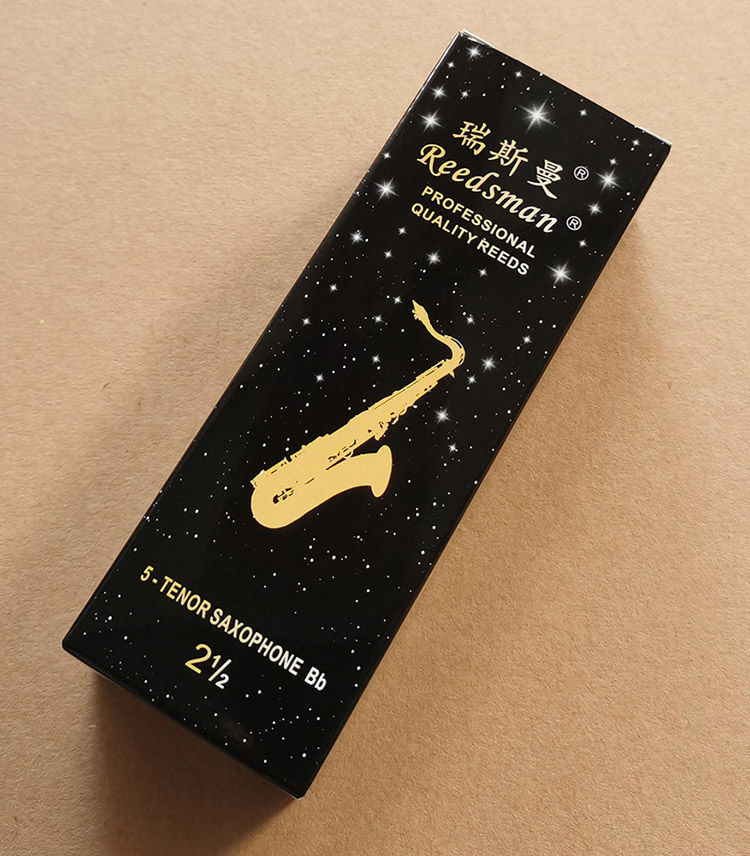 瑞斯曼®
Reedsman®
PROFESSIONAL
QUALITY REEDS
5 - TENOR SAXOPHONE Bb
2½